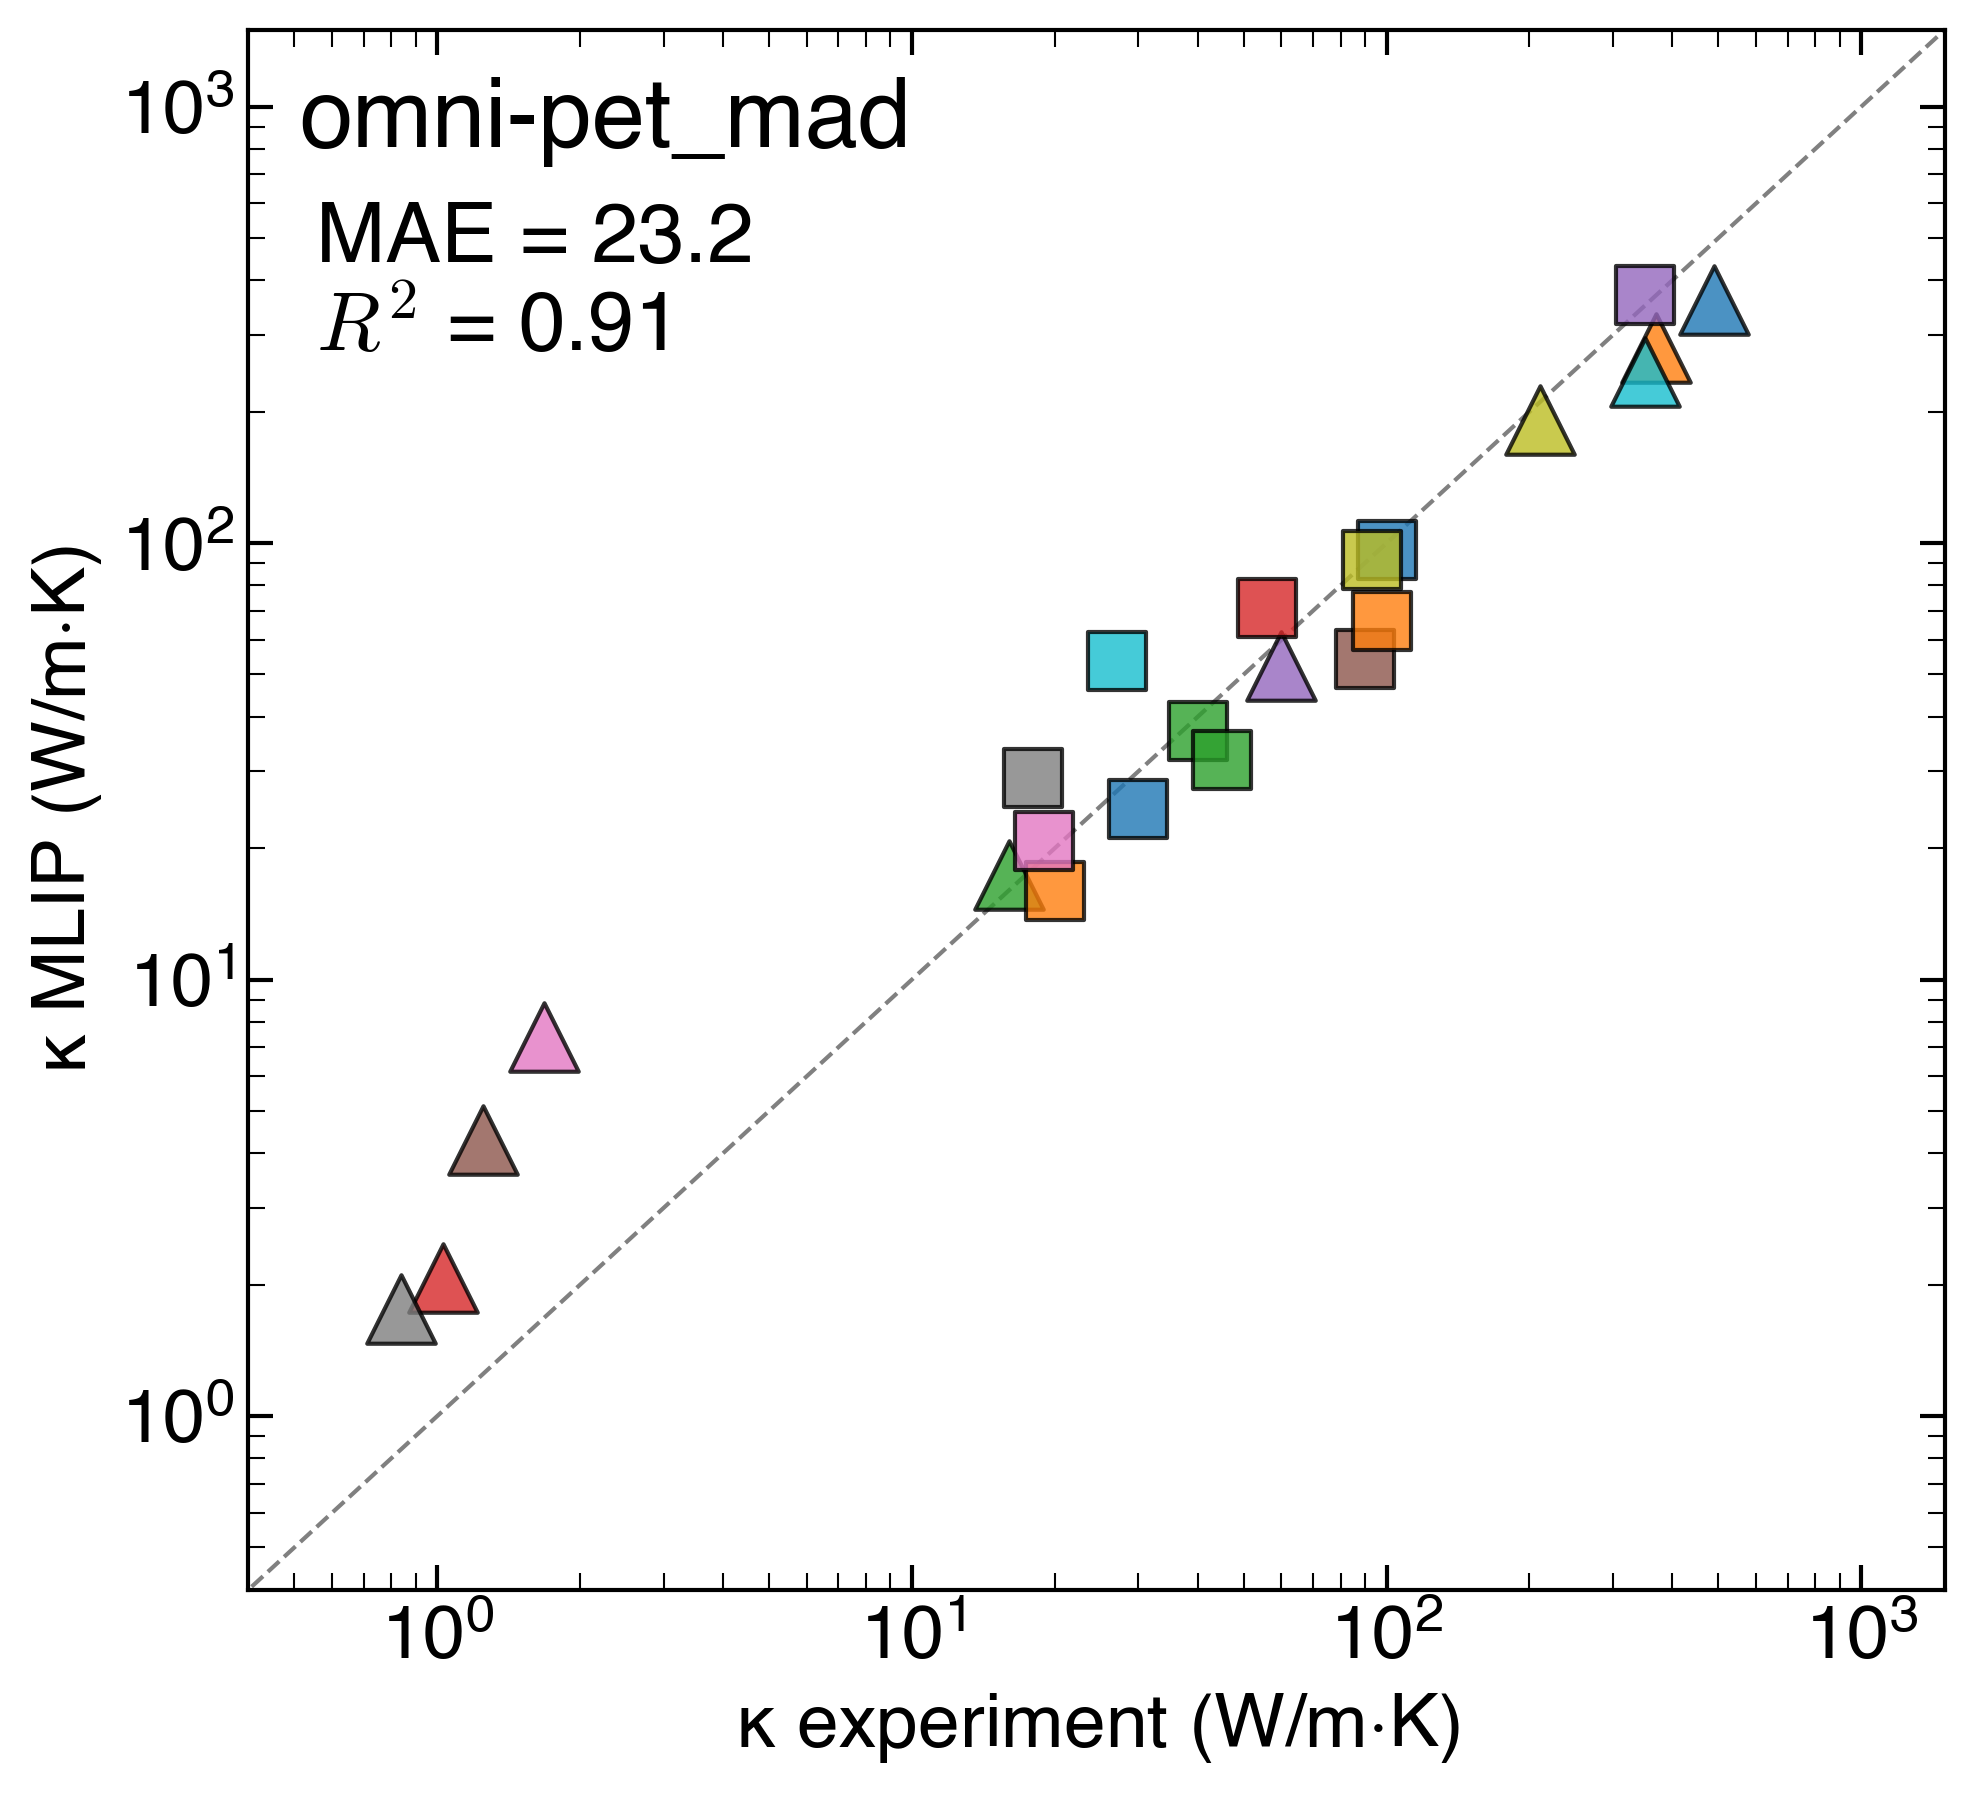 omni-pet_mad
MAE = 23.2
R² = 0.91
10³
10²
10¹
10⁰
κ MLIP (W/m·K)
10⁰ 10¹ 10² 10³
κ experiment (W/m·K)